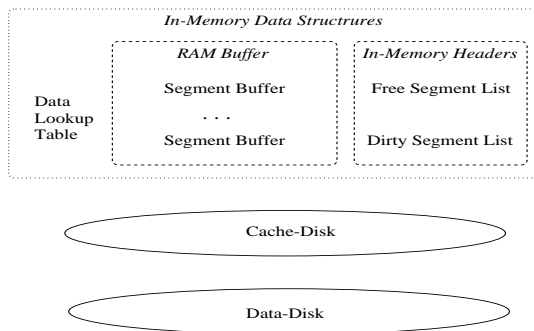 In-Memory Data Structrures
RAM Buffer
Segment Buffer
. . .
Segment Buffer
In-Memory Headers
Free Segment List
Dirty Segment List
Data
Lookup
Table
Cache-Disk
Data-Disk